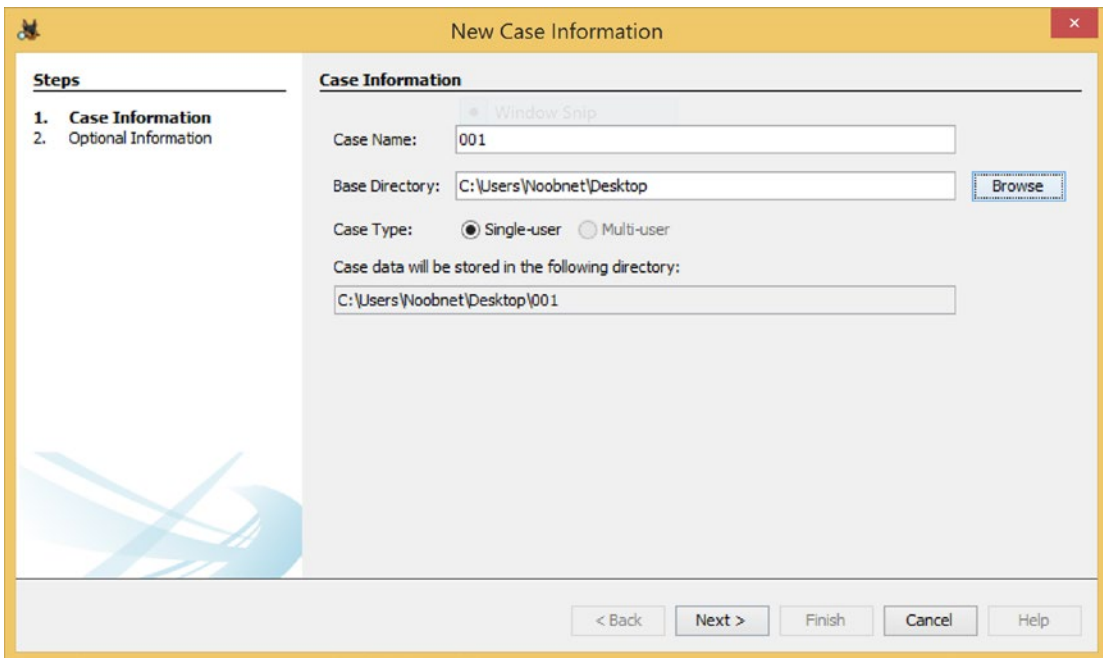 New Case Information
Steps
1. Case Information
2. Optional Information
Case Information
Window Snip
Case Name: 001
Base Directory: C:\Users\Noobnet\Desktop Browse
Case Type: Single-user Multi-user
Case data will be stored in the following directory:
C:\Users\Noobnet\Desktop\001
< Back Next > Finish Cancel Help